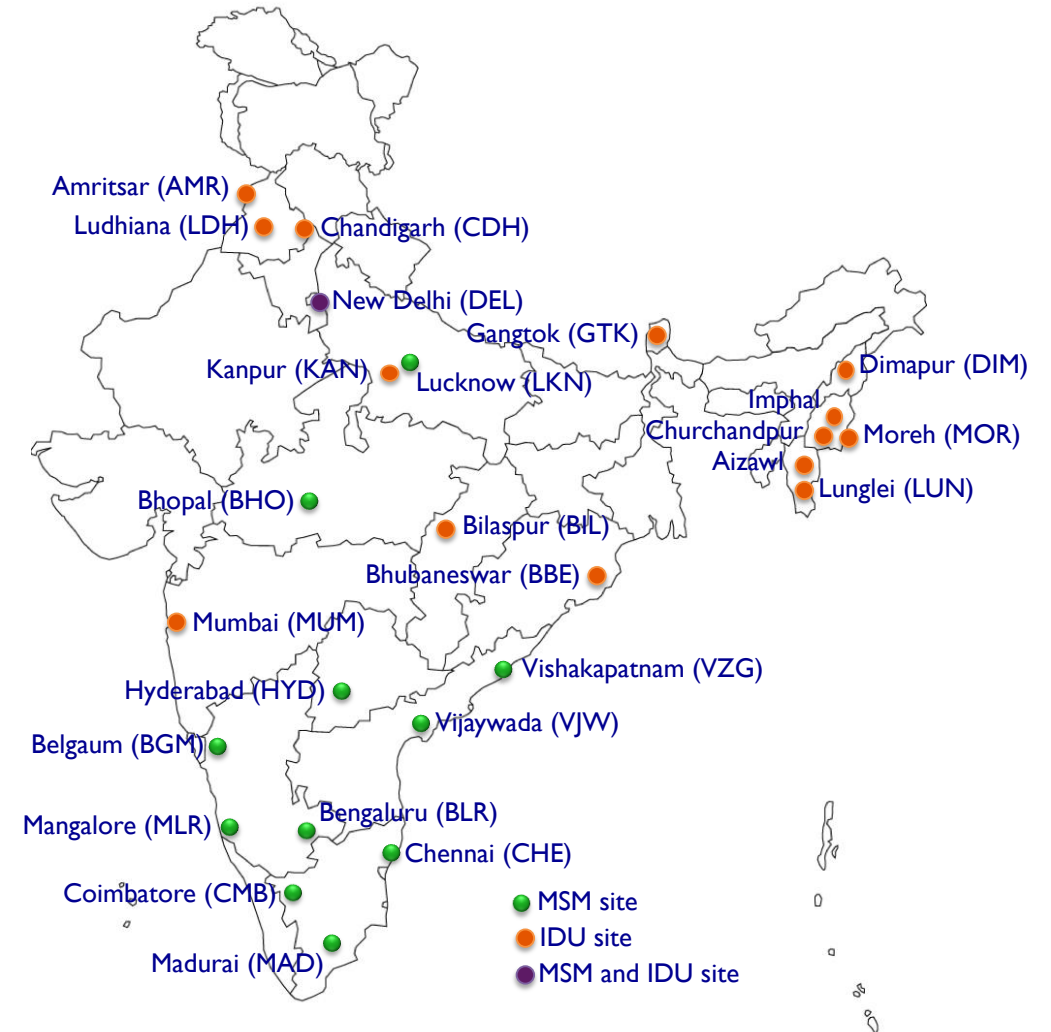 Amritsar (AMR)
Ludhiana (LDH)
Chandigarh (CDH)
New Delhi (DEL)
Gangtok (GTK)
Kanpur (KAN)
Lucknow (LKN)
Dimapur (DIM)
Imphal
Churchandpur
Moreh (MOR)
Aizawl
Lunglei (LUN)
Bhopal (BHO)
Bilaspur (BIL)
Bhubaneswar (BBE)
Mumbai (MUM)
Vishakapatnam (VZG)
Hyderabad (HYD)
Vijaywada (VJW)
Belgaum (BGM)
Bengaluru (BLR)
Mangalore (MLR)
Chennai (CHE)
Coimbatore (CMB)
Madurai (MAD)
MSM site
IDU site
MSM and IDU site